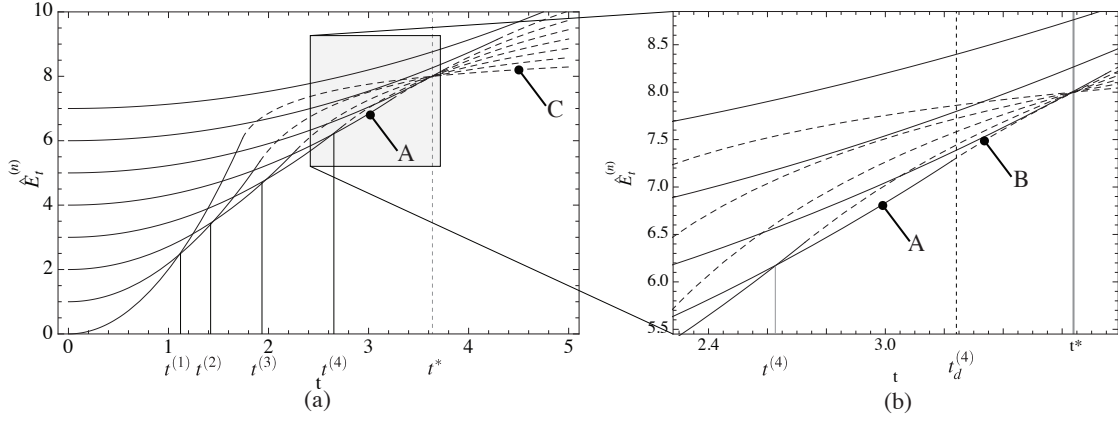 10
8
6
4
2
0
Ê_t^(n)
A
C
0 1 2 3 4 5
t^(1) t^(2) t^(3) t^(4) t*
t
(a)
8.5
8.0
7.5
7.0
6.5
6.0
5.5
Ê_t^(n)
B
A
2.4 3.0 t*
t^(4) t t_d^(4)
(b)